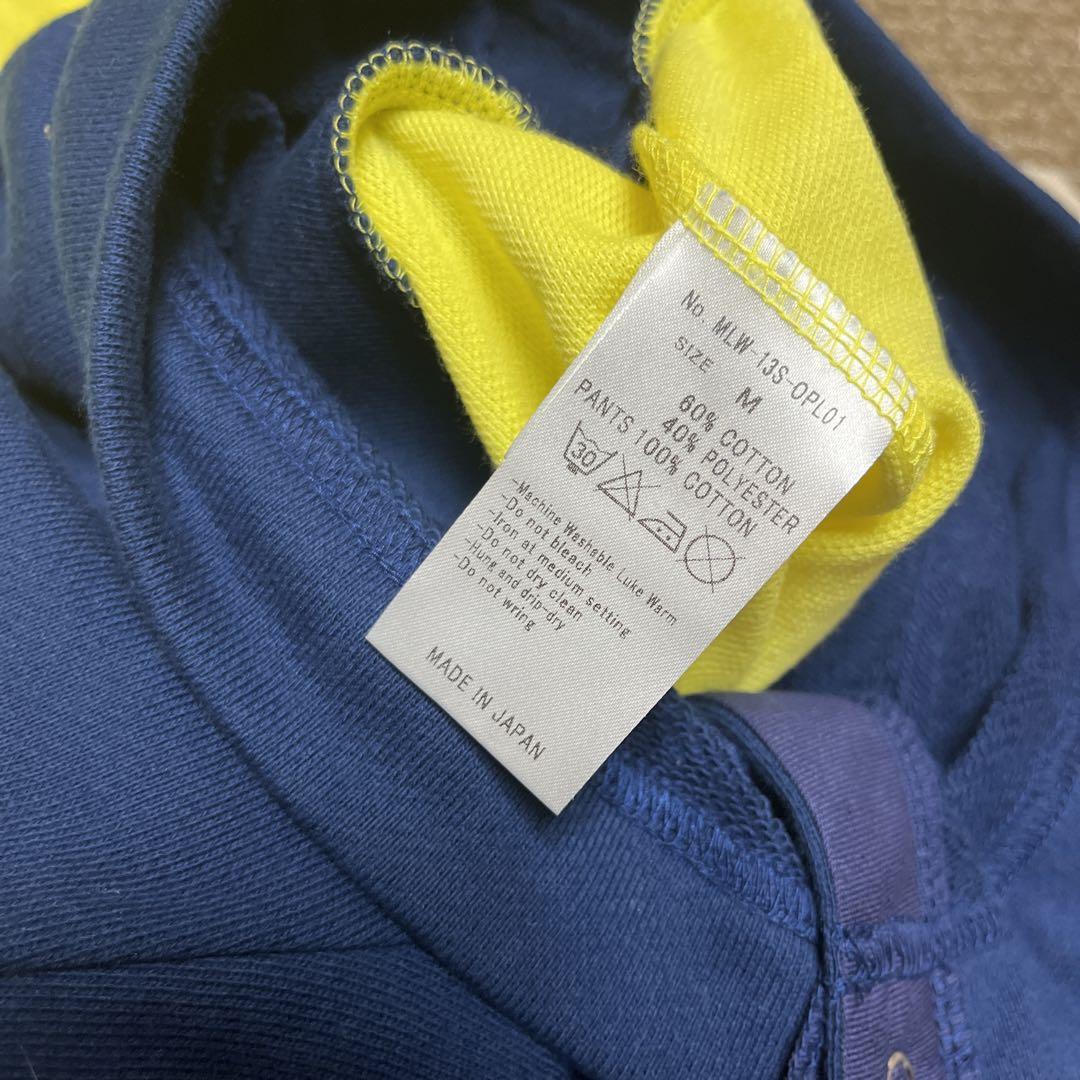 No. MLW-13S-OPL01
SIZE M
60% COTTON
40% POLYESTER
PANTS 100% COTTON
30
-Machine Washable Luke Warm
-Do not bleach
-Iron at medium setting
-Do not dry clean
-Hung and drip-dry
-Do not wring
MADE IN JAPAN